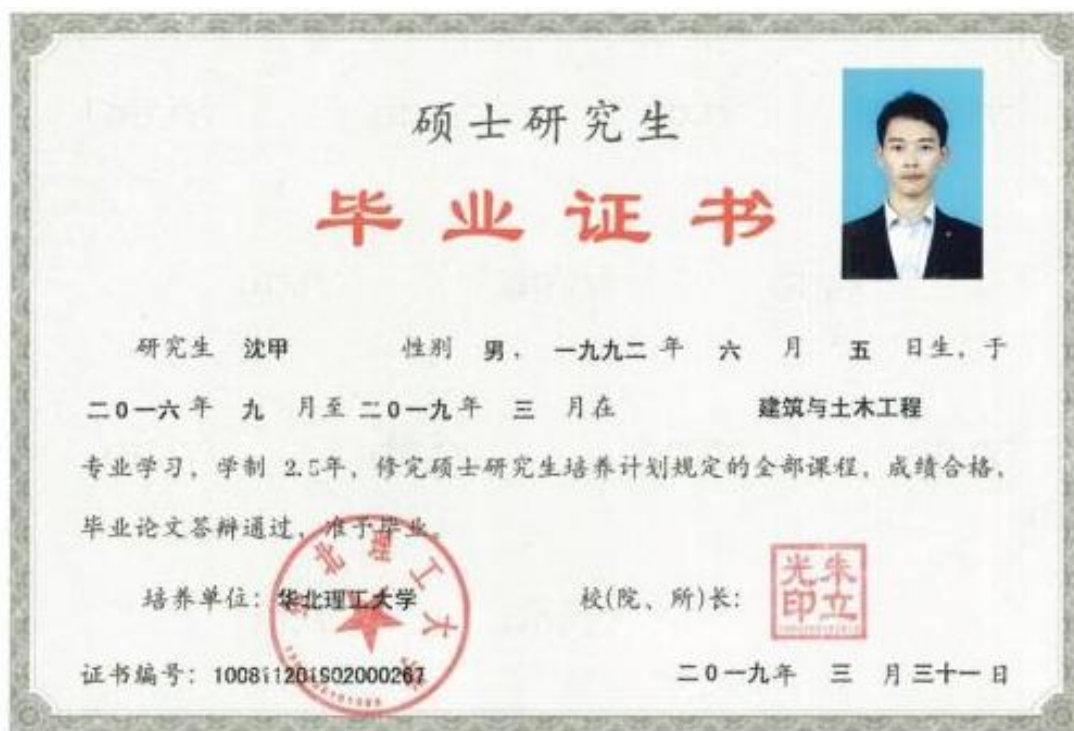 硕士研究生
毕业证书
研究生 沈甲 性别 男, 一九九二 年 六 月 五 日生, 于
二0一六 年 九 月至 二0一九 年 三 月在 建筑与土木工程
专业学习, 学制 2.5年, 修完硕士研究生培养计划规定的全部课程, 成绩合格,
毕业论文答辩通过, 准予毕业。
培养单位: 华北理工大学 校(院、所)长:
朱立光印
华北理工大学
证书编号: 100811201902000267 二0一九 年 三 月 三十一 日